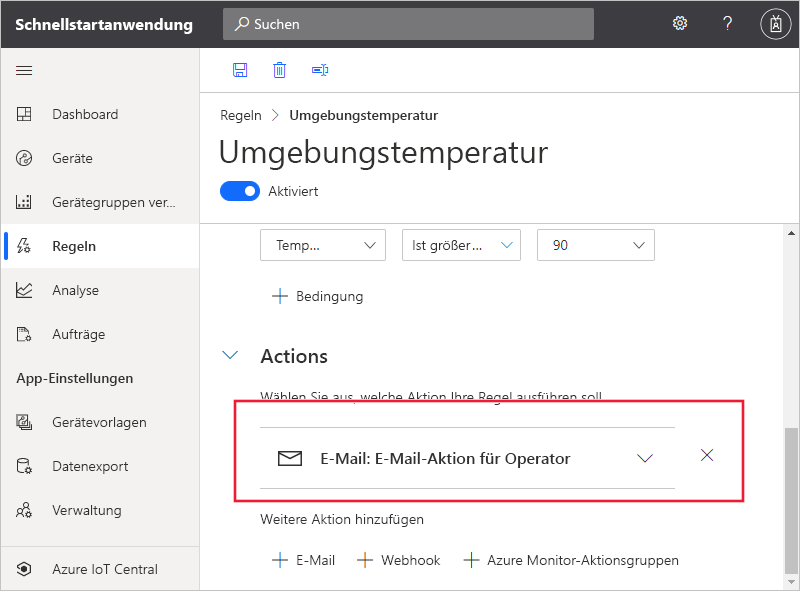 Schnellstartanwendung
Suchen
?
Dashboard
Geräte
Gerätegruppen ver...
Regeln
Analyse
Aufträge
App-Einstellungen
Gerätevorlagen
Datenexport
Verwaltung
Azure IoT Central
Regeln > Umgebungstemperatur
Umgebungstemperatur
Aktiviert
Temp... Ist größer ... 90
+ Bedingung
Actions
Wählen Sie aus, welche Aktion Ihre Regel ausführen soll
E-Mail: E-Mail-Aktion für Operator
Weitere Aktion hinzufügen
+ E-Mail + Webhook + Azure Monitor-Aktionsgruppen